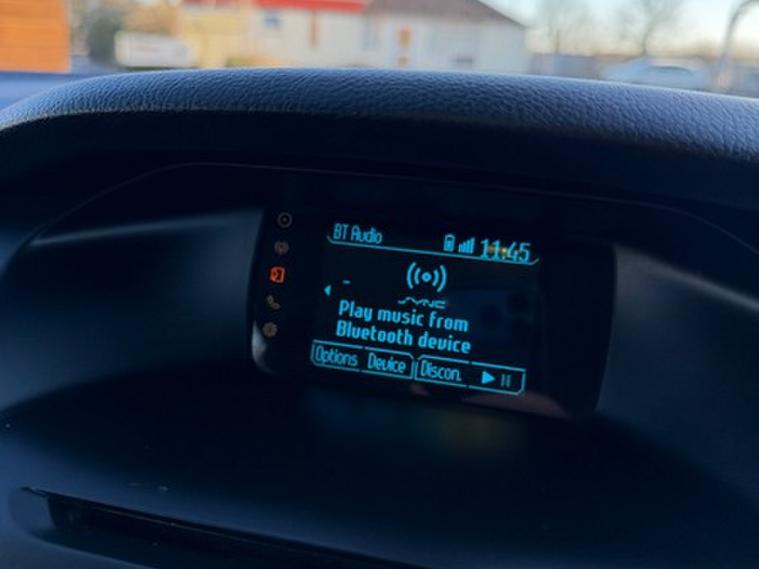 BT Audio 11:45
SYNC
Play music from
Bluetooth device
Options Device Discon.